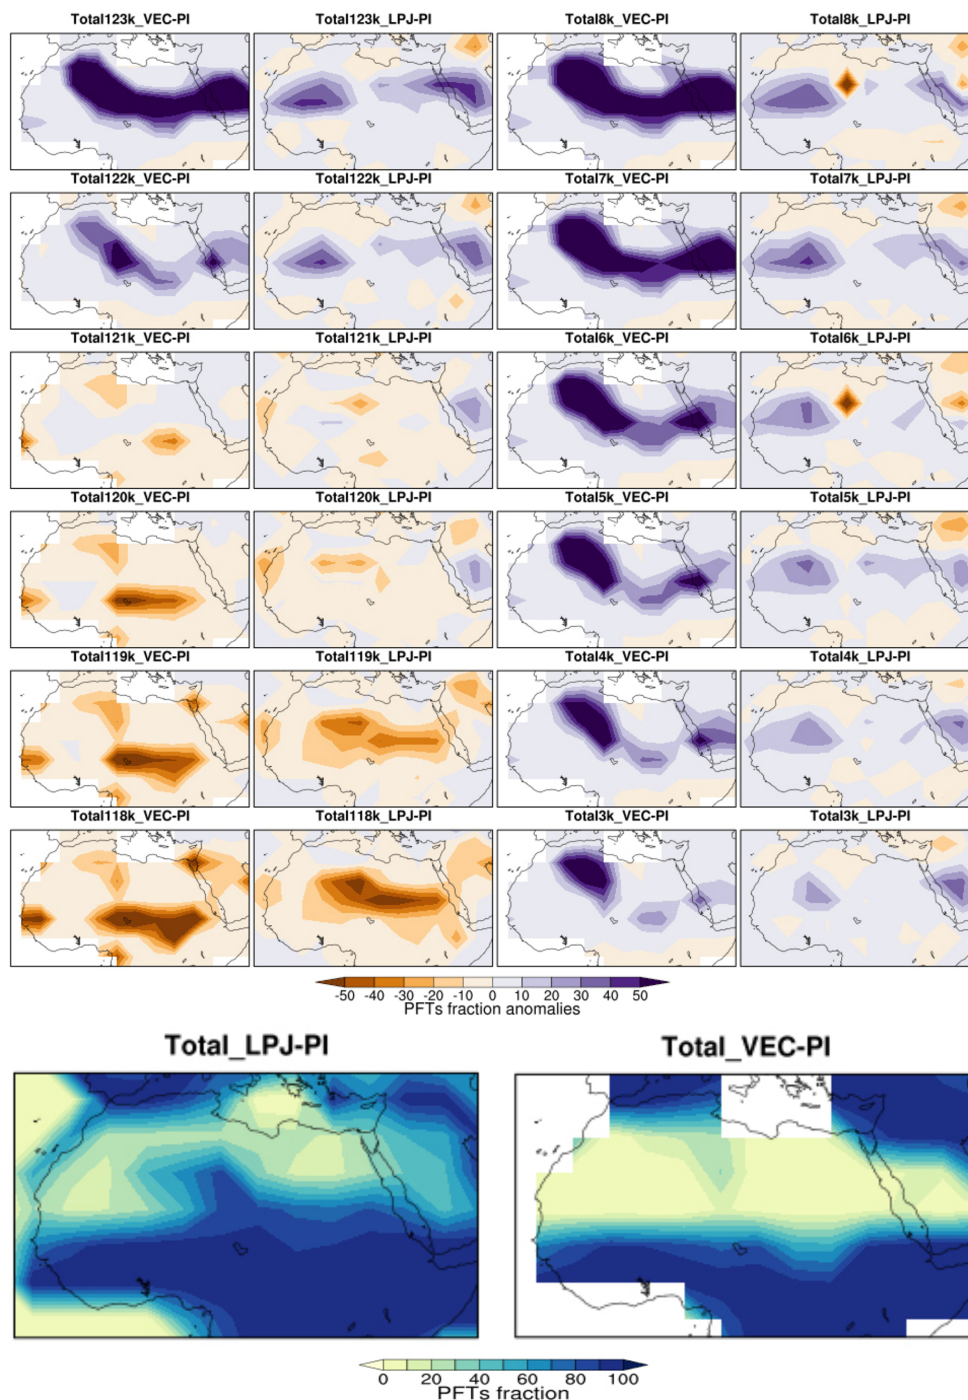 Total123k_VEC-PI Total123k_LPJ-PI Total8k_VEC-PI Total8k_LPJ-PI
Total122k_VEC-PI Total122k_LPJ-PI Total7k_VEC-PI Total7k_LPJ-PI
Total121k_VEC-PI Total121k_LPJ-PI Total6k_VEC-PI Total6k_LPJ-PI
Total120k_VEC-PI Total120k_LPJ-PI Total5k_VEC-PI Total5k_LPJ-PI
Total119k_VEC-PI Total119k_LPJ-PI Total4k_VEC-PI Total4k_LPJ-PI
Total118k_VEC-PI Total118k_LPJ-PI Total3k_VEC-PI Total3k_LPJ-PI
-50 -40 -30 -20 -10 0 10 20 30 40 50
PFTs fraction anomalies
Total_LPJ-PI Total_VEC-PI
0 20 40 60 80 100
PFTs fraction